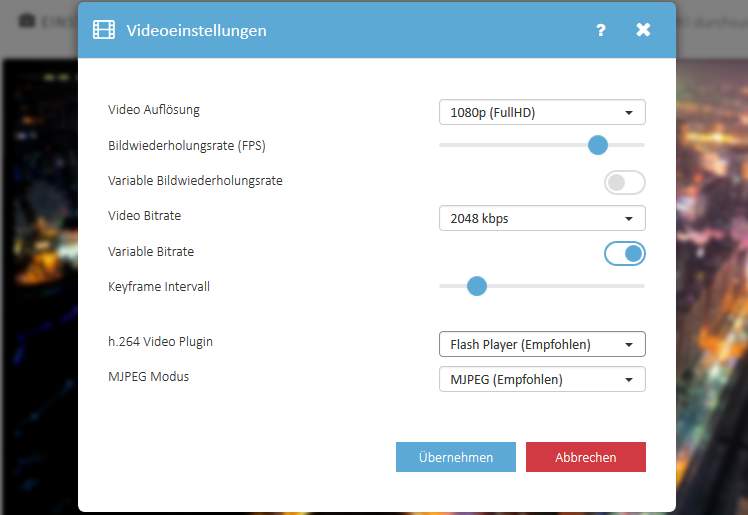 Videoeinstellungen ?
Video Auflösung 1080p (FullHD)
Bildwiederholungsrate (FPS)
Variable Bildwiederholungsrate
Video Bitrate 2048 kbps
Variable Bitrate
Keyframe Intervall
h.264 Video Plugin Flash Player (Empfohlen)
MJPEG Modus MJPEG (Empfohlen)
Übernehmen Abbrechen